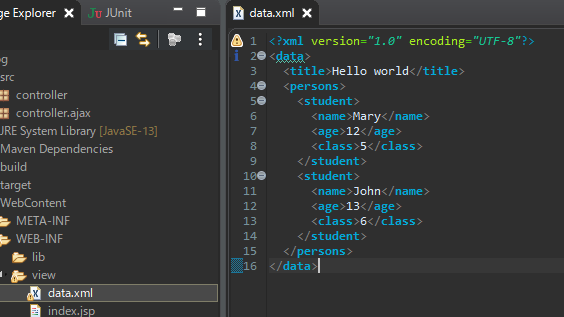 ge Explorer
JUnit
og
src
controller
controller.ajax
JRE System Library [JavaSE-13]
Maven Dependencies
build
target
WebContent
META-INF
WEB-INF
lib
view
data.xml
index.jsp
data.xml
1 <?xml version="1.0" encoding="UTF-8"?>
2 <data>
3 <title>Hello world</title>
4 <persons>
5 <student>
6 <name>Mary</name>
7 <age>12</age>
8 <class>5</class>
9 </student>
10 <student>
11 <name>John</name>
12 <age>13</age>
13 <class>6</class>
14 </student>
15 </persons>
16 </data>